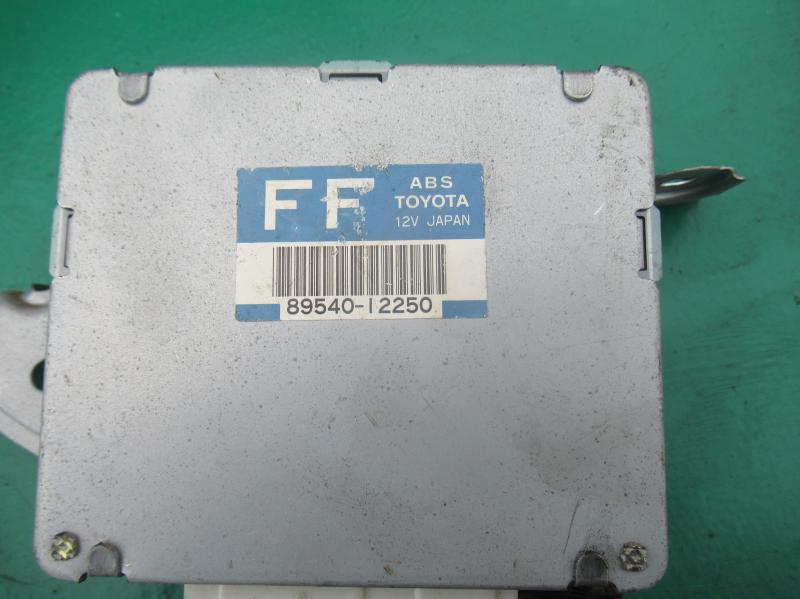 FF
ABS
TOYOTA
12V JAPAN
89540-12250